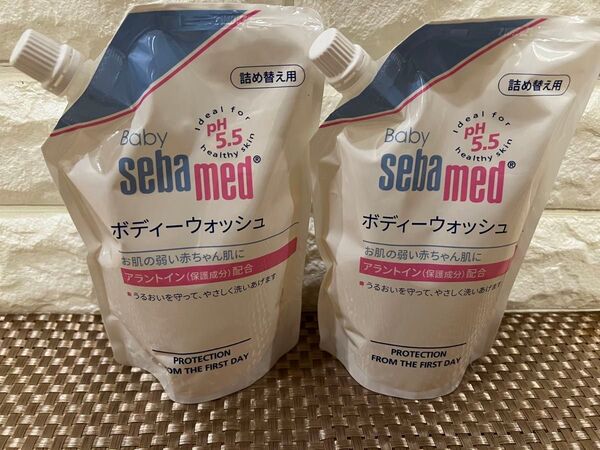 詰め替え用
Baby
Ideal for
pH
5.5
healthy skin
sebamed®
ボディーウォッシュ
お肌の弱い赤ちゃん肌に
アラントイン(保護成分)配合
うるおいを守って、やさしく洗いあげます
PROTECTION
FROM THE FIRST DAY
詰め替え用
Baby
Ideal for
pH
5.5
healthy skin
sebamed®
ボディーウォッシュ
お肌の弱い赤ちゃん肌に
アラントイン(保護成分)配合
うるおいを守って、やさしく洗いあげます
PROTECTION
FROM THE FIRST DAY